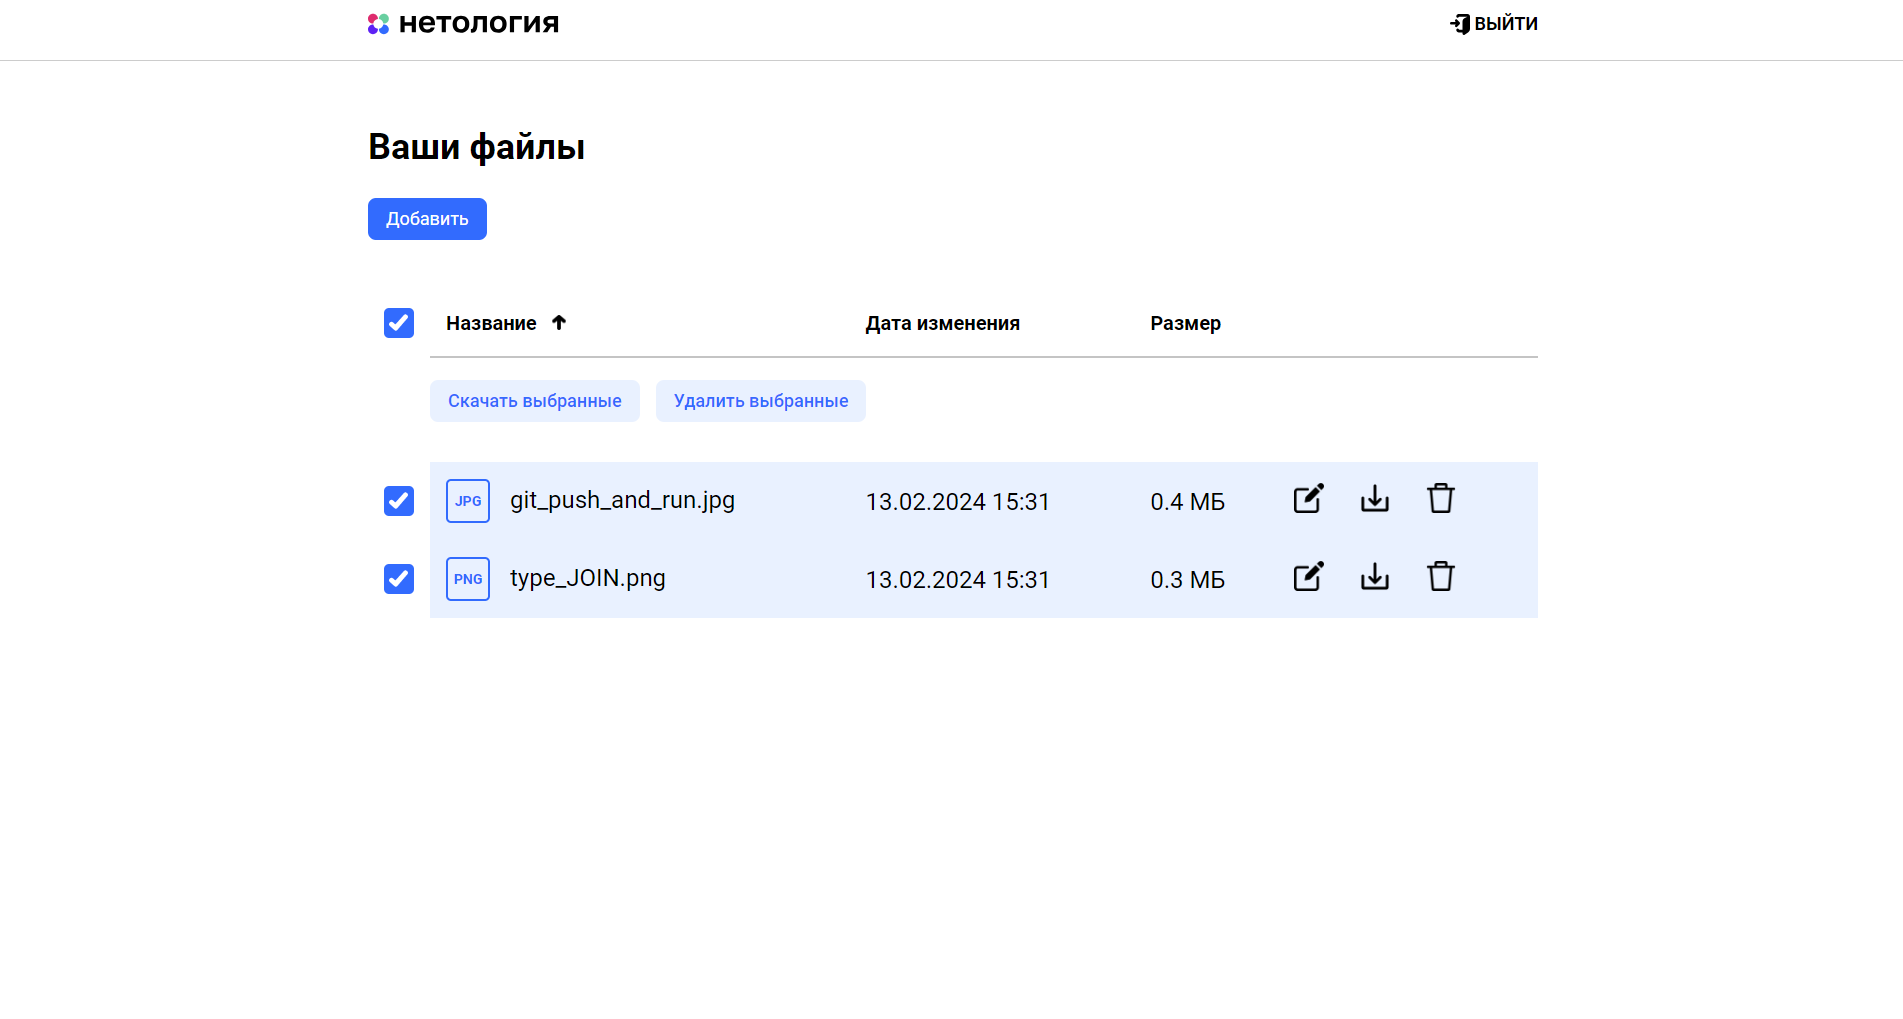 нетология
ВЫЙТИ
Ваши файлы
Добавить
Название Дата изменения Размер
Скачать выбранные Удалить выбранные
JPG git_push_and_run.jpg 13.02.2024 15:31 0.4 МБ
PNG type_JOIN.png 13.02.2024 15:31 0.3 МБ